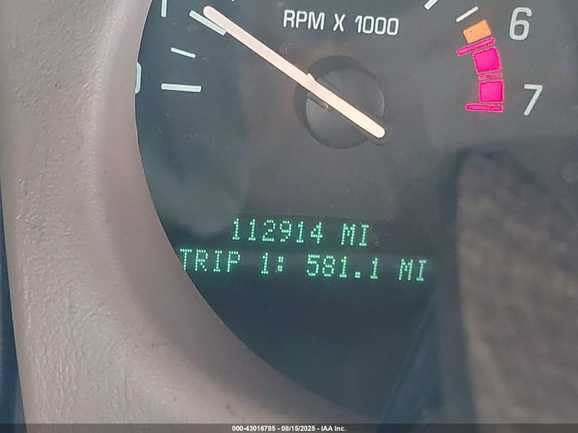 RPM X 1000
6
7
112914 MI
TRIP 1: 581.1 MI
000-43016785 - 08/15/2025 - IAA Inc.